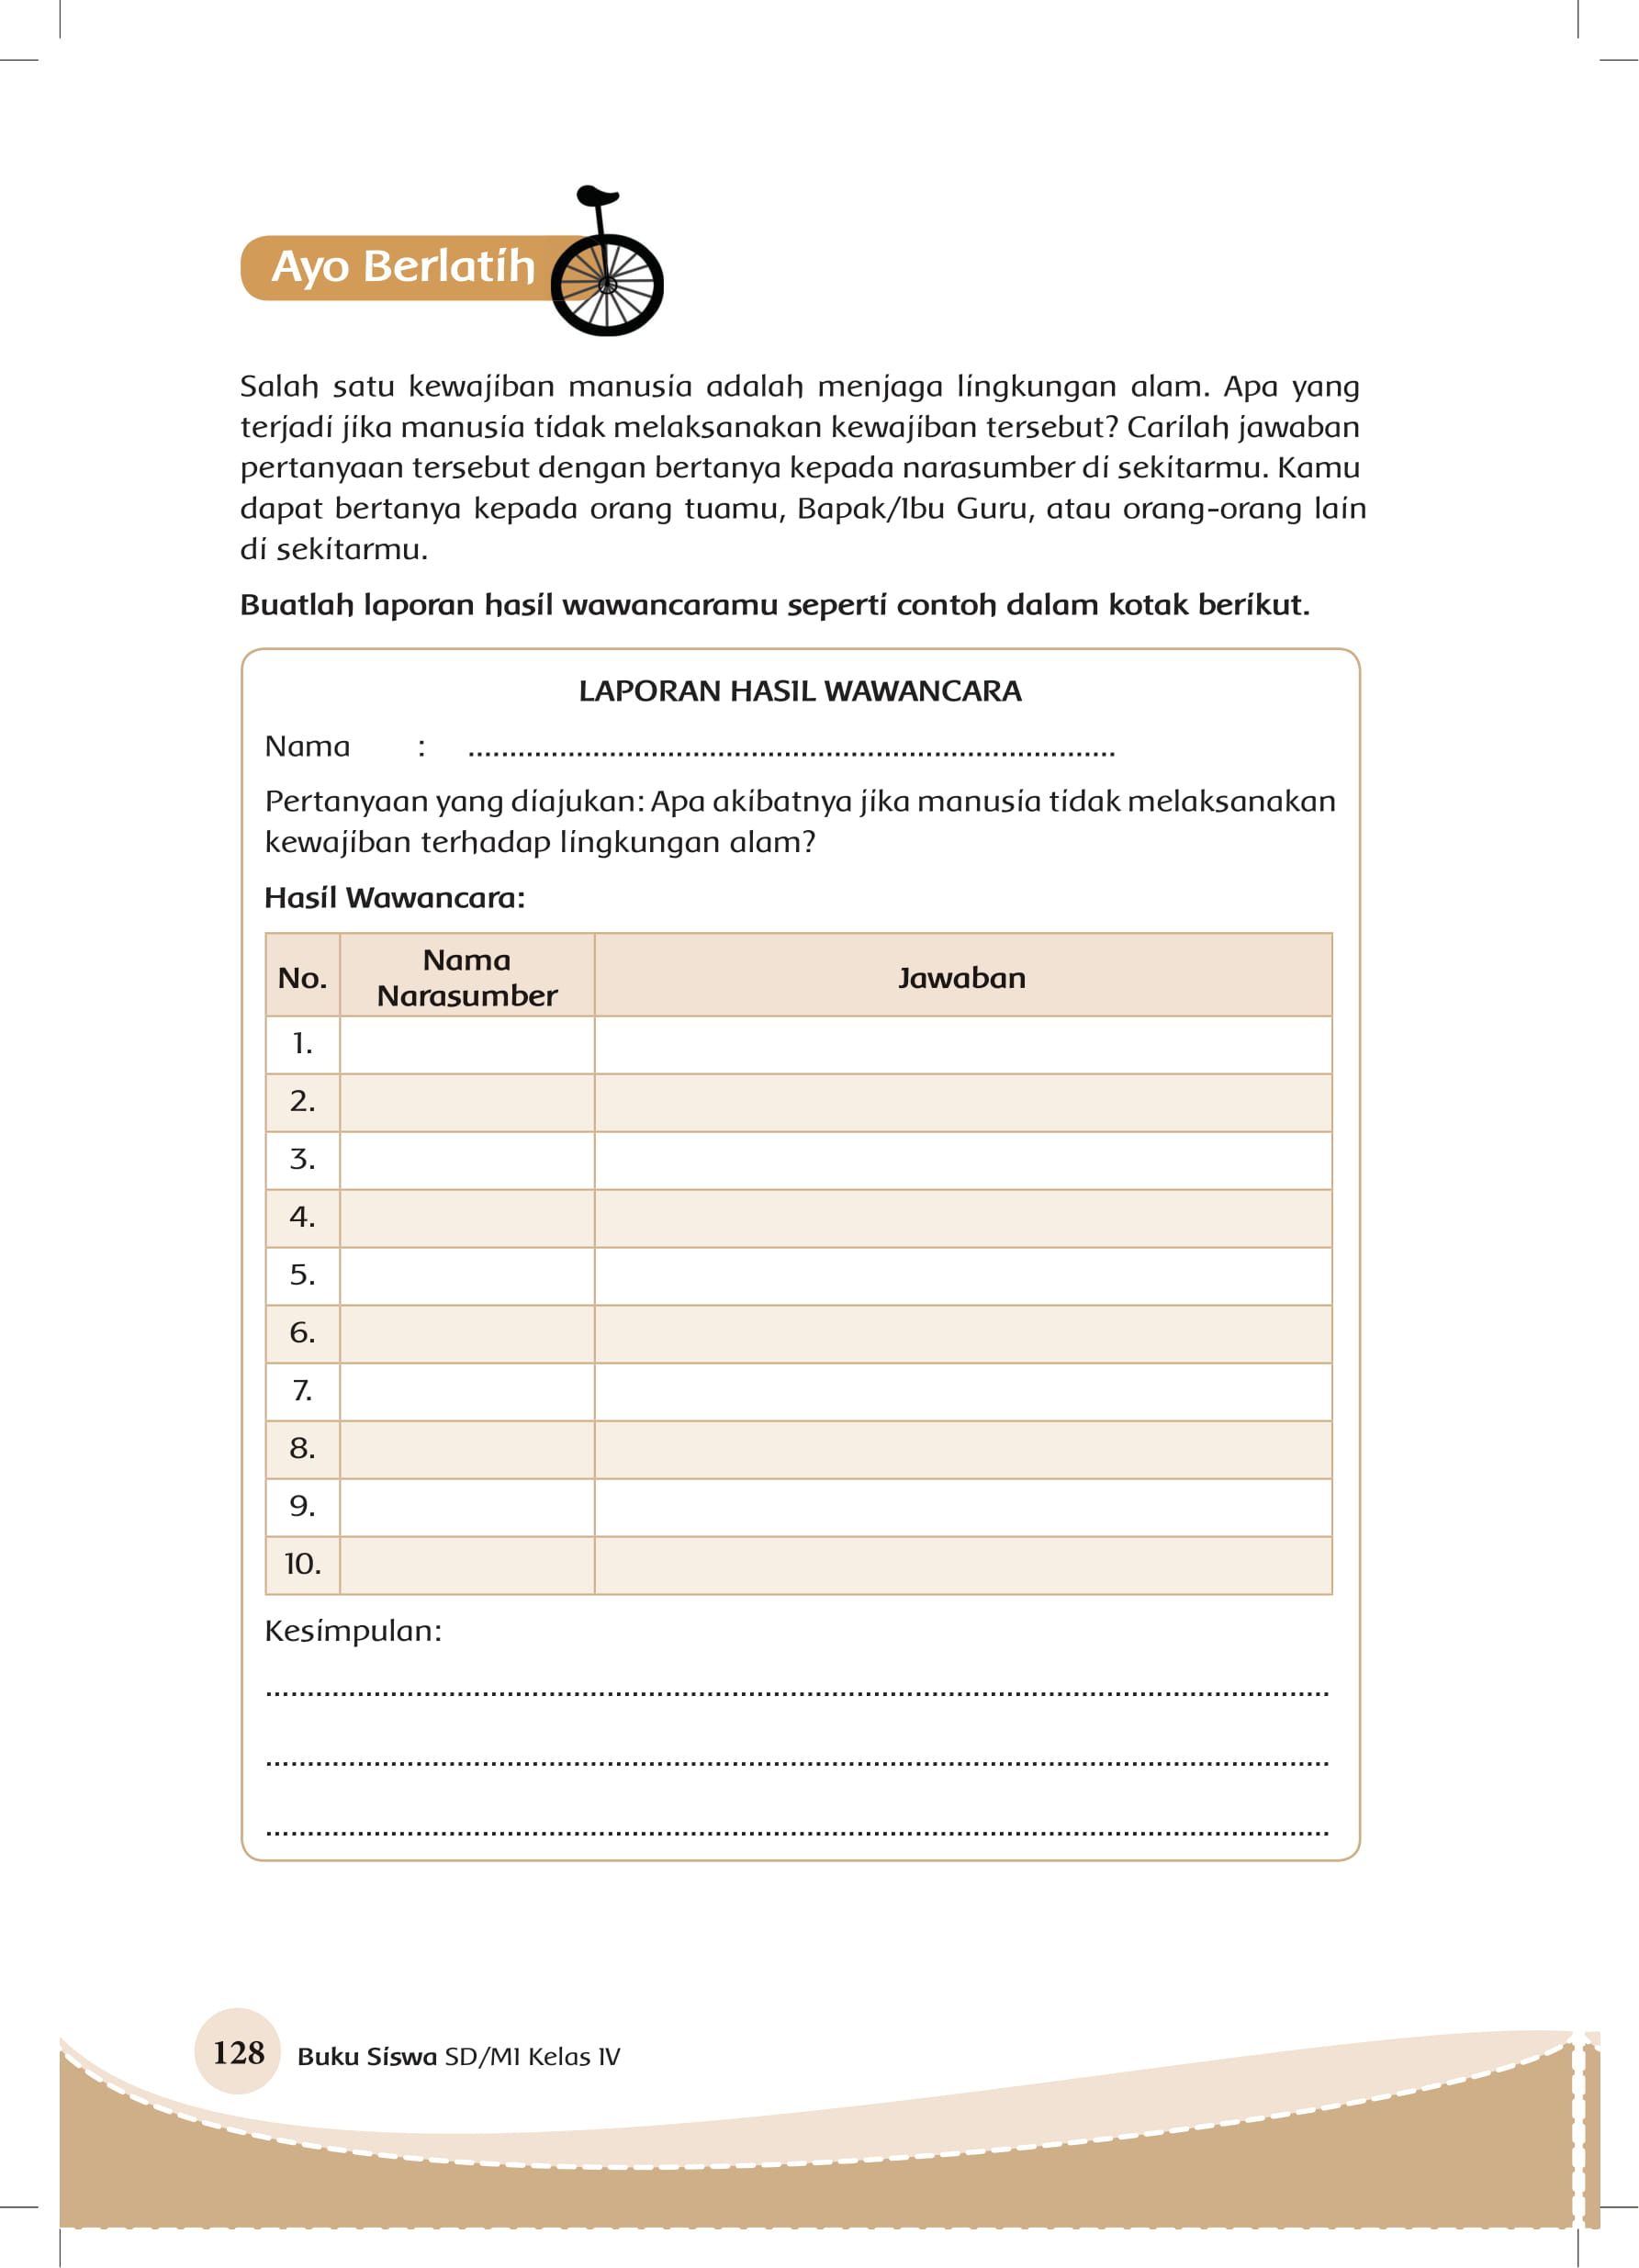 Ayo Berlatih
Salah satu kewajiban manusia adalah menjaga lingkungan alam. Apa yang
terjadi jika manusia tidak melaksanakan kewajiban tersebut? Carilah jawaban
pertanyaan tersebut dengan bertanya kepada narasumber di sekitarmu. Kamu
dapat bertanya kepada orang tuamu, Bapak/Ibu Guru, atau orang-orang lain
di sekitarmu.
Buatlah laporan hasil wawancaramu seperti contoh dalam kotak berikut.
LAPORAN HASIL WAWANCARA
Nama : ..............................................................................
Pertanyaan yang diajukan: Apa akibatnya jika manusia tidak melaksanakan
kewajiban terhadap lingkungan alam?
Hasil Wawancara:
No. Nama Narasumber Jawaban
1.
2.
3.
4.
5.
6.
7.
8.
9.
10.
Kesimpulan:
................................................................................................................................
................................................................................................................................
................................................................................................................................
128 Buku Siswa SD/MI Kelas IV